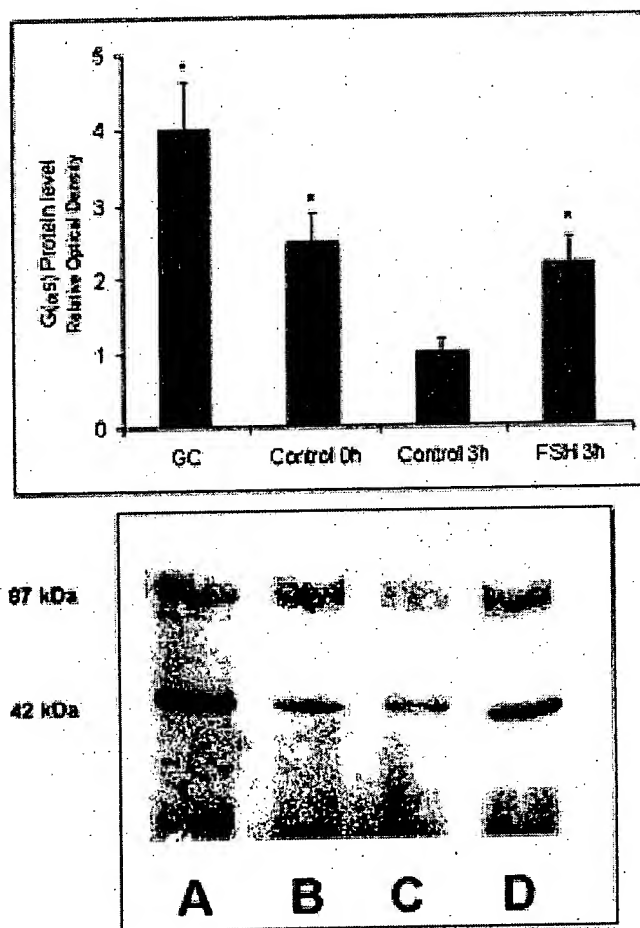 G(αs) Protein level
Relative Optical Density
5
4
3
2
1
0
*
*
*
GC
Control 0h
Control 3h
FSH 3h
87 kDa
42 kDa
A B C D